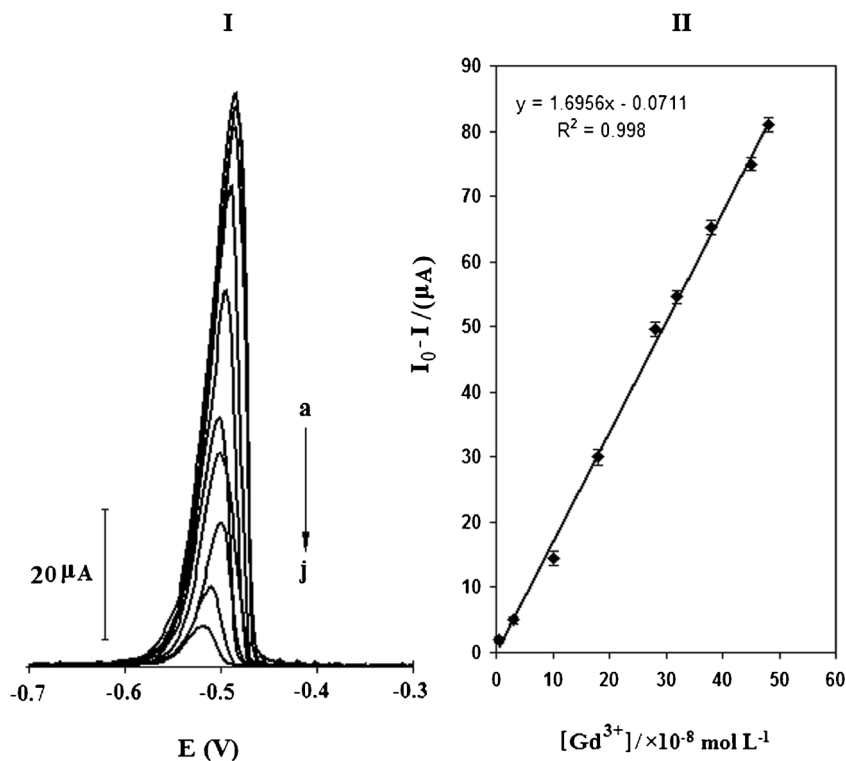 I
a
j
20 μA
-0.7 -0.6 -0.5 -0.4 -0.3
E (V)
II
90
80
70
60
50
40
30
20
10
0
y = 1.6956x - 0.0711
R² = 0.998
I₀ - I /(μA)
0 10 20 30 40 50 60
[Gd³⁺] / ×10⁻⁸ mol L⁻¹